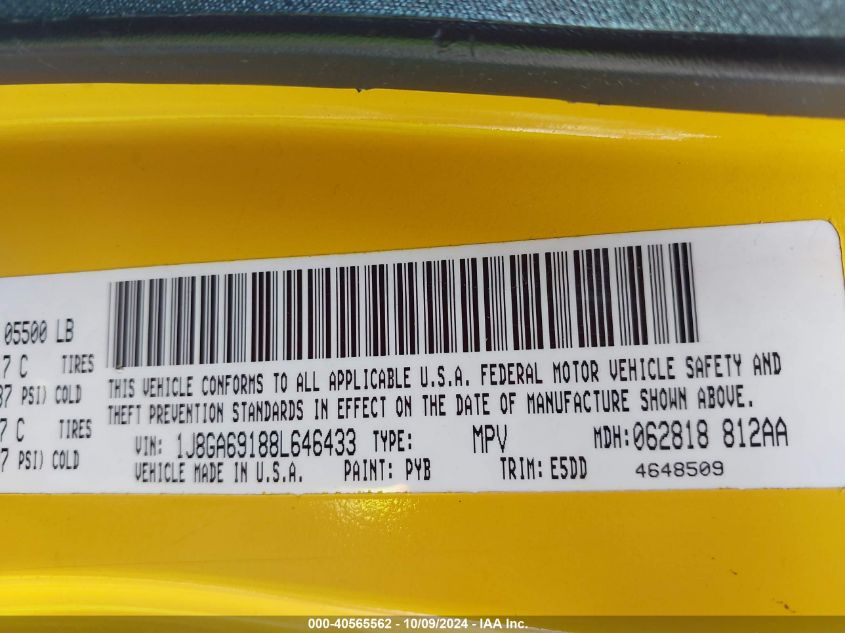 05500 LB
7 C TIRES
37 PSI) COLD
7 C TIRES
7 PSI) COLD
THIS VEHICLE CONFORMS TO ALL APPLICABLE U.S.A. FEDERAL MOTOR VEHICLE SAFETY AND
THEFT PREVENTION STANDARDS IN EFFECT ON THE DATE OF MANUFACTURE SHOWN ABOVE.
VIN: 1J8GA69188L646433 TYPE: MPV MDH:062818 812AA
VEHICLE MADE IN U.S.A. PAINT: PYB TRIM: E5DD 4648509
000-40565562 - 10/09/2024 - IAA Inc.